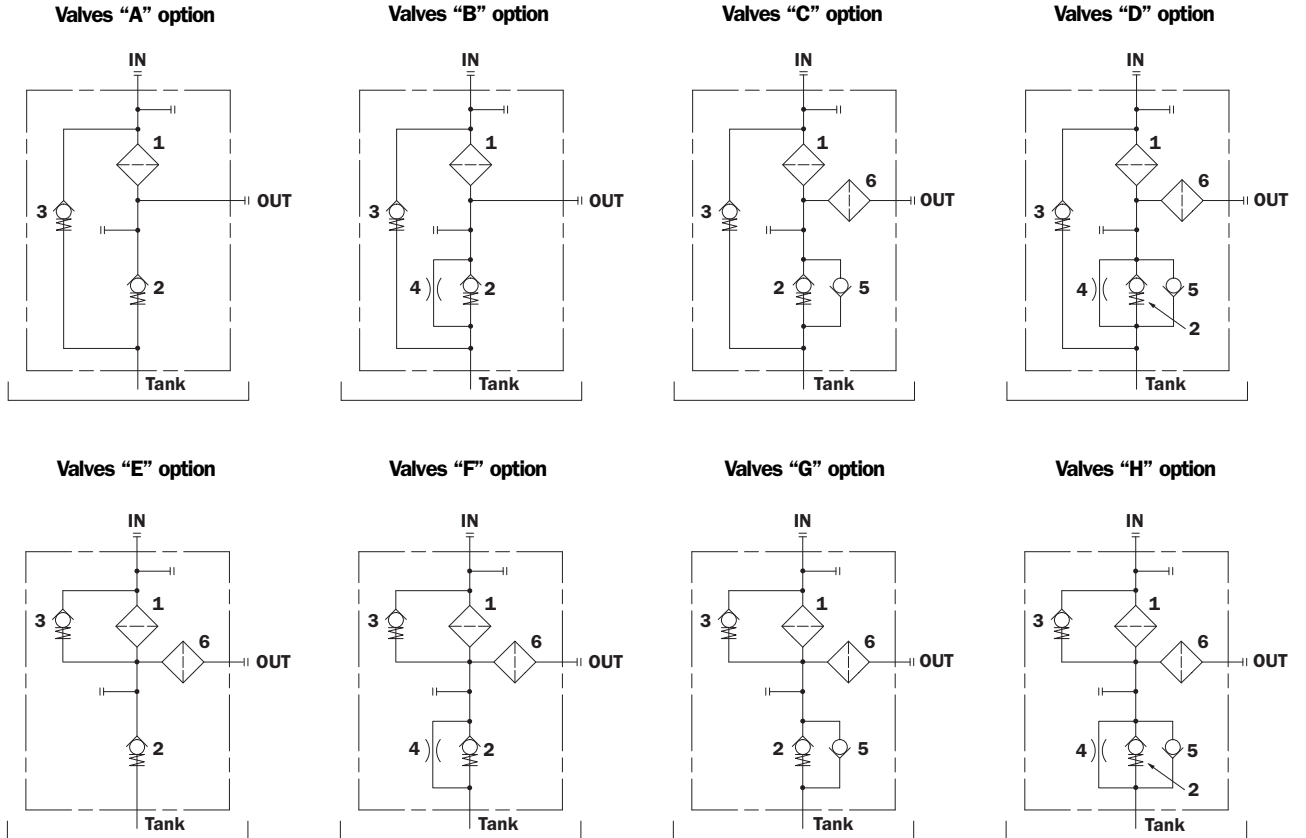 Valves “A” option
Valves “B” option
Valves “C” option
Valves “D” option
IN
1
3
OUT
2
Tank
IN
1
3
OUT
4
2
Tank
IN
1
6
3
OUT
2
5
Tank
IN
1
6
3
OUT
4
5
2
Tank
Valves “E” option
Valves “F” option
Valves “G” option
Valves “H” option
IN
1
3
6
OUT
2
Tank
IN
1
3
6
OUT
4
2
Tank
IN
1
3
6
OUT
2
5
Tank
IN
1
3
6
OUT
4
5
2
Tank